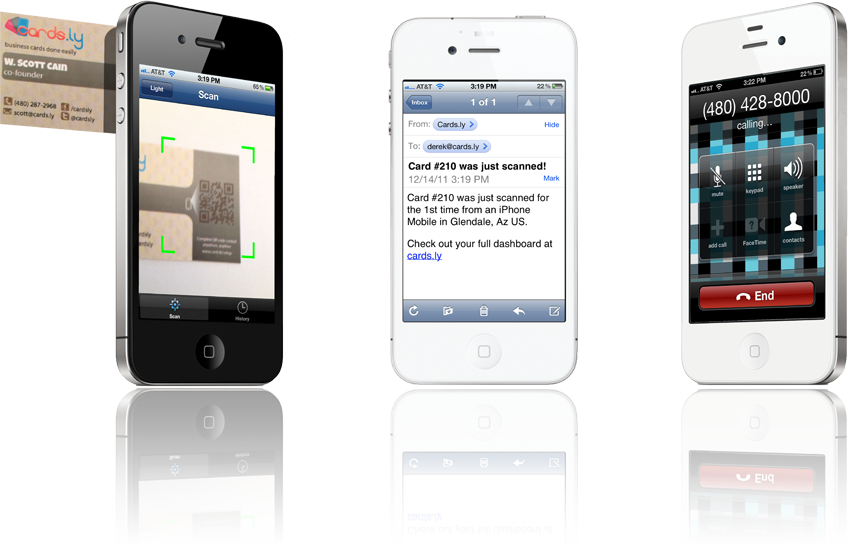 cards.ly
business cards done easily
W. SCOTT CAIN
co-founder
(480) 287-2968
/cardsly
scott@cards.ly
@cardsly
AT&T
3:19 PM
65%
Light
Scan
Scan
History
AT&T
3:19 PM
22%
Inbox
1 of 1
From: Cards.ly
Hide
To: derek@cards.ly
Card #210 was just scanned!
12/14/11 3:19 PM
Mark
Card #210 was just scanned for
the 1st time from an iPhone
Mobile in Glendale, Az US.
Check out your full dashboard at
cards.ly
AT&T
3:22 PM
22%
(480) 428-8000
calling...
mute
keypad
speaker
add call
FaceTime
contacts
End